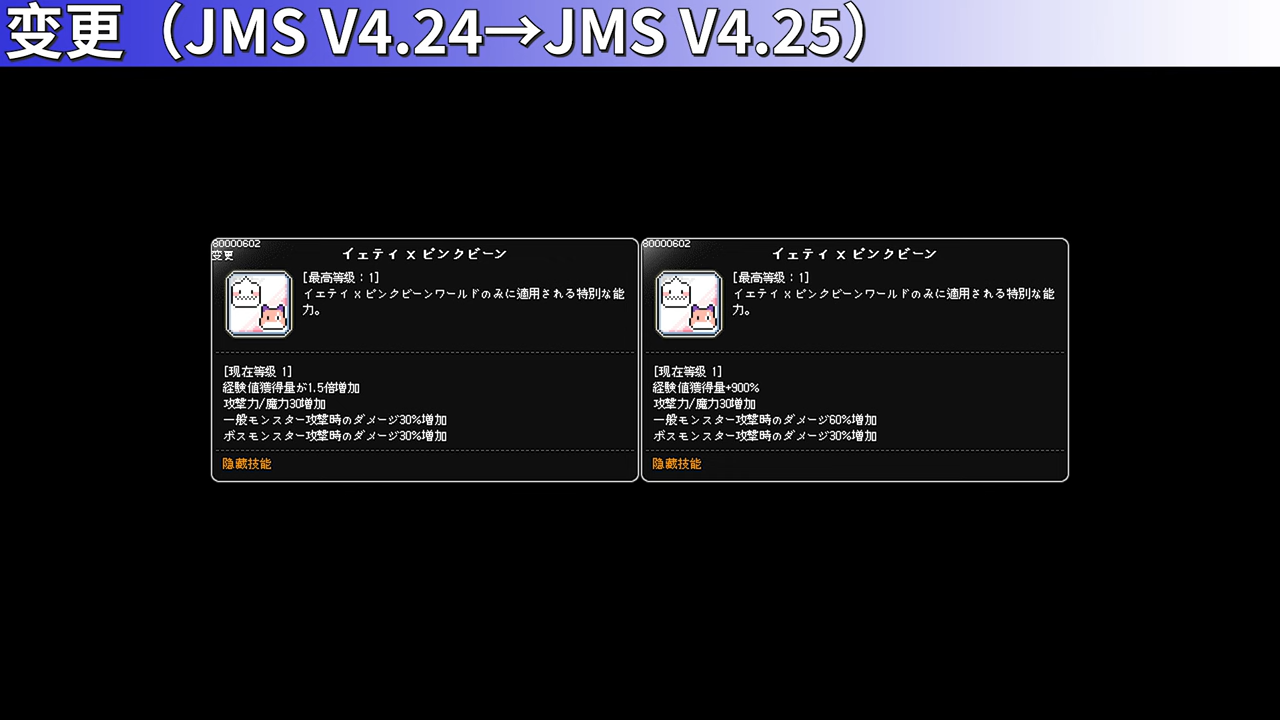 変更（JMS V4.24→JMS V4.25）
80000602
変更
イェティ x ピンクビーン
[最高等级：1]
イェティ x ピンクビーンワールドのみに適用される特別な能
力。
[现在等级 1]
経験値獲得量が1.5倍増加
攻撃力/魔力30増加
一般モンスター攻撃時のダメージ30%増加
ボスモンスター攻撃時のダメージ30%増加
隐藏技能
80000602
イェティ x ピンクビーン
[最高等级：1]
イェティ x ピンクビーンワールドのみに適用される特別な能
力。
[现在等级 1]
経験値獲得量+900%
攻撃力/魔力30増加
一般モンスター攻撃時のダメージ60%増加
ボスモンスター攻撃時のダメージ30%増加
隐藏技能